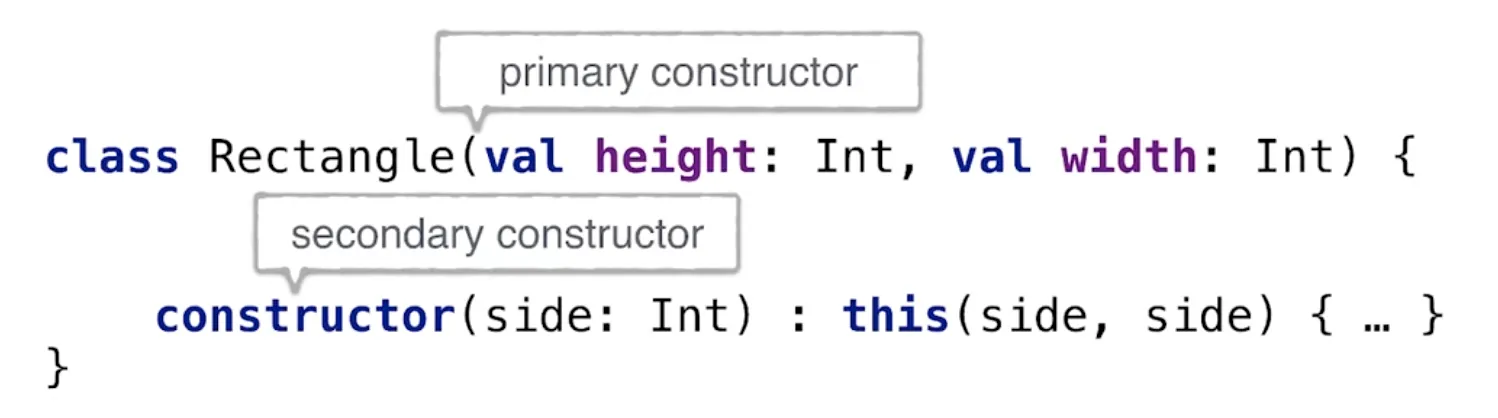 primary constructor
class Rectangle(val height: Int, val width: Int) {
secondary constructor
constructor(side: Int) : this(side, side) { … }
}